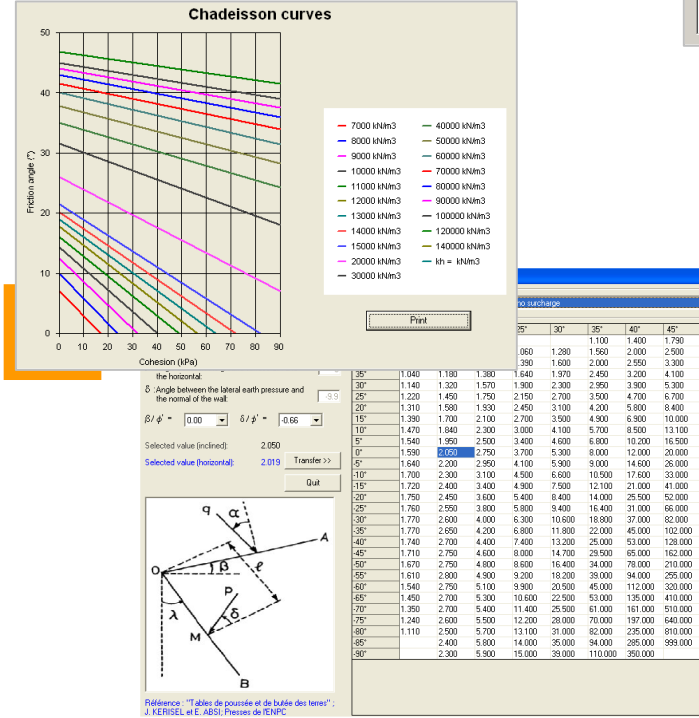 Chadeisson curves
50
40
30
20
10
0
Friction angle (°)
0 10 20 30 40 50 60 70 80 90
Cohesion (kPa)
7000 kN/m3
8000 kN/m3
9000 kN/m3
10000 kN/m3
11000 kN/m3
12000 kN/m3
13000 kN/m3
14000 kN/m3
15000 kN/m3
20000 kN/m3
30000 kN/m3
40000 kN/m3
50000 kN/m3
60000 kN/m3
70000 kN/m3
80000 kN/m3
90000 kN/m3
100000 kN/m3
120000 kN/m3
140000 kN/m3
kh = kN/m3
Print
no surcharge
25° 30° 35° 40° 45°
1.100 1.400 1.790
.060 1.280 1.560 2.000 2.500
.390 1.600 2.000 2.550 3.300
35° 1.040 1.180 1.380 1.640 1.970 2.450 3.200 4.100
30° 1.140 1.320 1.570 1.900 2.300 2.950 3.900 5.300
25° 1.220 1.450 1.750 2.150 2.700 3.500 4.700 6.700
20° 1.310 1.580 1.930 2.450 3.100 4.200 5.800 8.400
15° 1.390 1.700 2.100 2.700 3.500 4.900 6.900 10.000
10° 1.470 1.840 2.300 3.000 4.100 5.700 8.500 13.100
5° 1.540 1.950 2.500 3.400 4.600 6.800 10.200 16.500
0° 1.590 2.050 2.750 3.700 5.300 8.000 12.000 20.000
-5° 1.640 2.200 2.950 4.100 5.900 9.000 14.600 26.000
-10° 1.700 2.300 3.100 4.500 6.600 10.500 17.600 33.000
-15° 1.720 2.400 3.400 4.900 7.500 12.100 21.000 41.000
-20° 1.750 2.450 3.600 5.400 8.400 14.000 25.500 52.000
-25° 1.760 2.550 3.800 5.800 9.400 16.400 31.000 66.000
-30° 1.770 2.600 4.000 6.300 10.600 18.800 37.000 82.000
-35° 1.770 2.650 4.200 6.800 11.800 22.000 45.000 102.000
-40° 1.740 2.700 4.400 7.400 13.200 25.000 53.000 128.000
-45° 1.710 2.750 4.600 8.000 14.700 29.500 65.000 162.000
-50° 1.670 2.750 4.800 8.600 16.400 34.000 78.000 210.000
-55° 1.610 2.800 4.900 9.200 18.200 39.000 94.000 255.000
-60° 1.540 2.750 5.100 9.900 20.500 45.000 112.000 320.000
-65° 1.450 2.700 5.300 10.600 22.500 53.000 135.000 410.000
-70° 1.350 2.700 5.400 11.400 25.500 61.000 161.000 510.000
-75° 1.240 2.600 5.500 12.200 28.000 70.000 197.000 640.000
-80° 1.110 2.500 5.700 13.100 31.000 82.000 235.000 810.000
-85° 2.400 5.800 14.000 35.000 94.000 285.000 999.000
-90° 2.300 5.900 15.000 39.000 110.000 350.000
the horizontal:
δ :Angle between the lateral earth pressure and
the normal of the wall: -9.9
β/ϕ' = 0.00 δ/ϕ' = -0.66
Selected value (inclined): 2.050
Selected value (horizontal): 2.019 Transfer >>
Quit
q α A
O β ℓ
λ P δ
M
B
Référence : "Tables de poussée et de butée des terres" ;
J. KERISEL et E. ABSI; Presses de l'ENPC